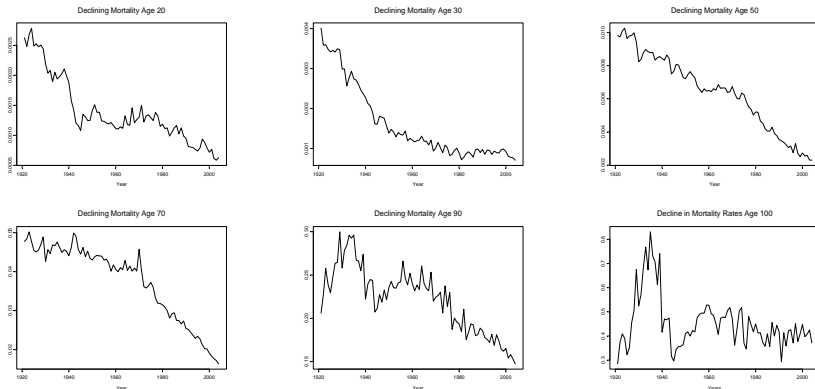 Declining Mortality Age 20
0.0025
0.0020
0.0015
0.0010
0.0005
1920 1940 1960 1980 2000
Year
Declining Mortality Age 30
0.004
0.003
0.002
0.001
1920 1940 1960 1980 2000
Year
Declining Mortality Age 50
0.010
0.008
0.006
0.004
0.002
1920 1940 1960 1980 2000
Year
Declining Mortality Age 70
0.05
0.04
0.03
0.02
1920 1940 1960 1980 2000
Year
Declining Mortality Age 90
0.30
0.25
0.20
0.15
1920 1940 1960 1980 2000
Year
Decline in Mortality Rates Age 100
0.8
0.7
0.6
0.5
0.4
0.3
1920 1940 1960 1980 2000
Years